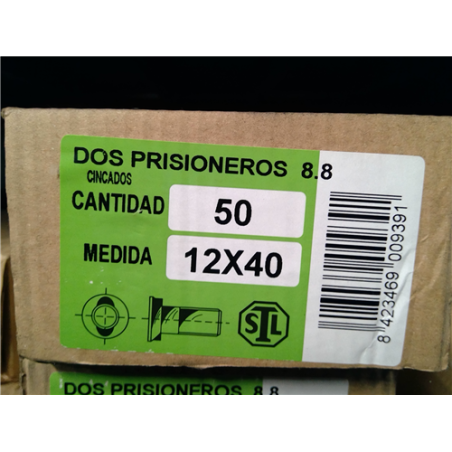 DOS PRISIONEROS 8.8
CINCADOS
CANTIDAD 50
MEDIDA 12X40
STL
8 423469 009391
DOS PRISIONEROS 8.8